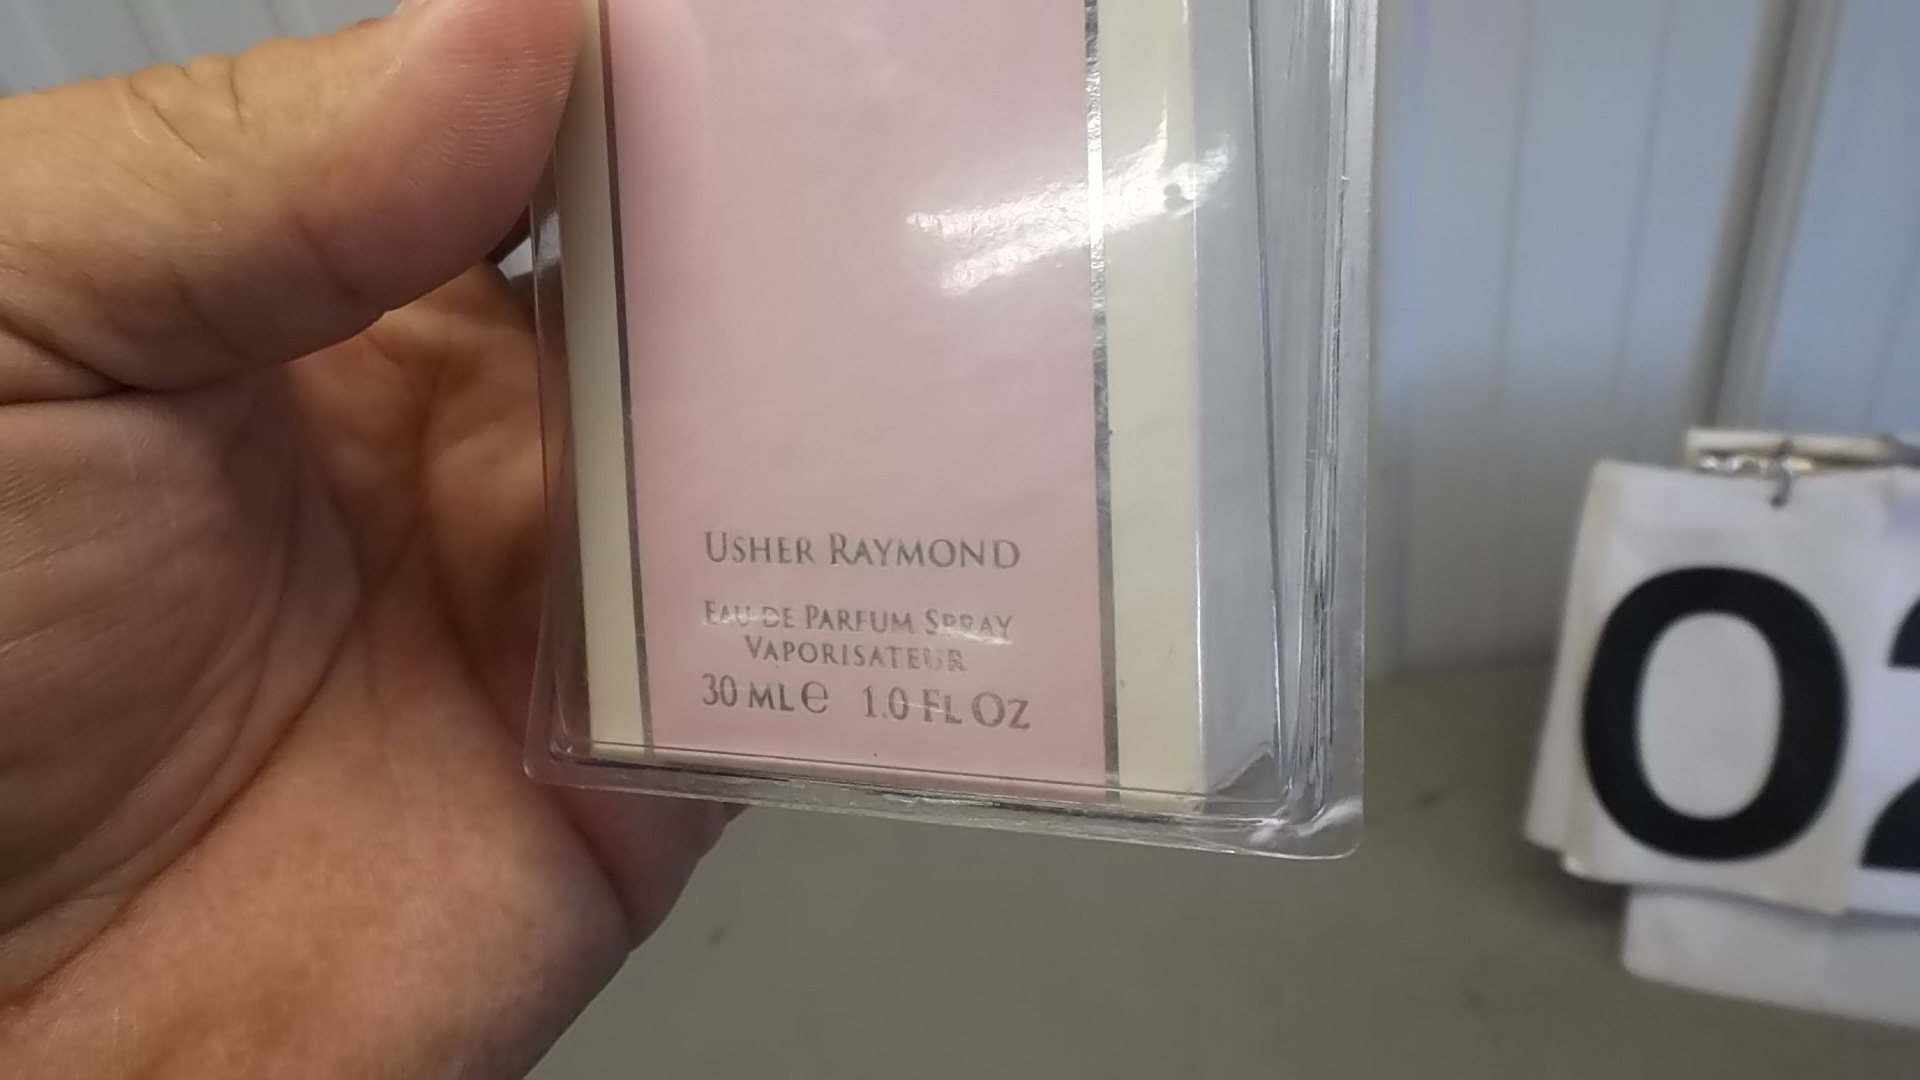 USHER RAYMOND
EAU DE PARFUM SPRAY
VAPORISATEUR
30 ML e 1.0 FL OZ
02